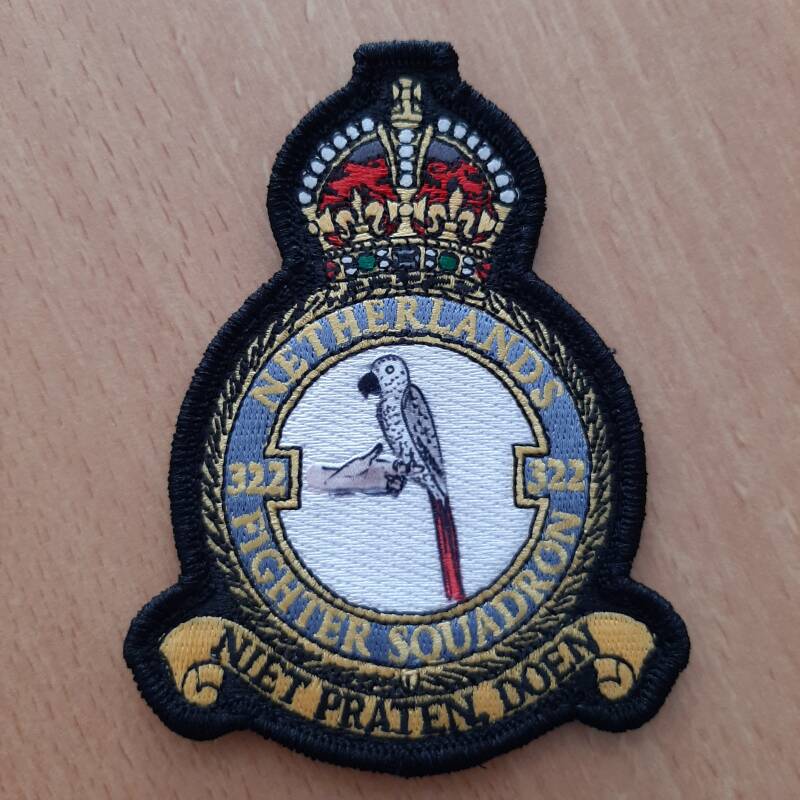 NETHERLANDS
322 322
FIGHTER SQUADRON
NIET PRATEN, DOEN